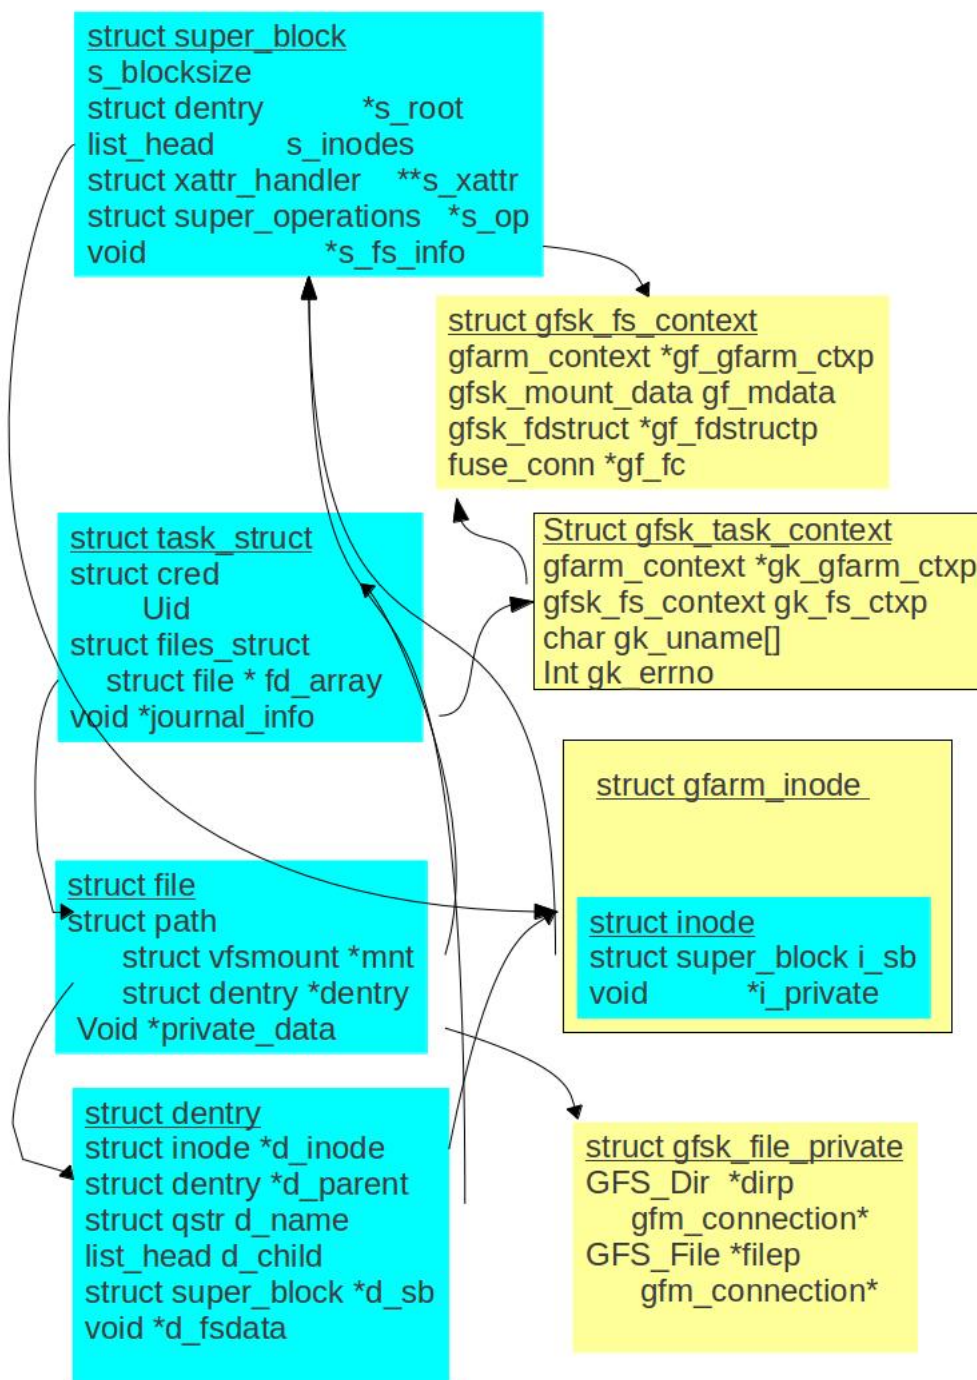 struct super_block
s_blocksize
struct dentry *s_root
list_head s_inodes
struct xattr_handler **s_xattr
struct super_operations *s_op
void *s_fs_info
struct gfsk_fs_context
gfarm_context *gf_gfarm_ctxp
gfsk_mount_data gf_mdata
gfsk_fdstruct *gf_fdstructp
fuse_conn *gf_fc
struct task_struct
struct cred
Uid
struct files_struct
struct file * fd_array
void *journal_info
Struct gfsk_task_context
gfarm_context *gk_gfarm_ctxp
gfsk_fs_context gk_fs_ctxp
char gk_uname[]
Int gk_errno
struct gfarm_inode
struct inode
struct super_block i_sb
void *i_private
struct file
struct path
struct vfsmount *mnt
struct dentry *dentry
Void *private_data
struct dentry
struct inode *d_inode
struct dentry *d_parent
struct qstr d_name
list_head d_child
struct super_block *d_sb
void *d_fsdata
struct gfsk_file_private
GFS_Dir *dirp
gfm_connection*
GFS_File *filep
gfm_connection*